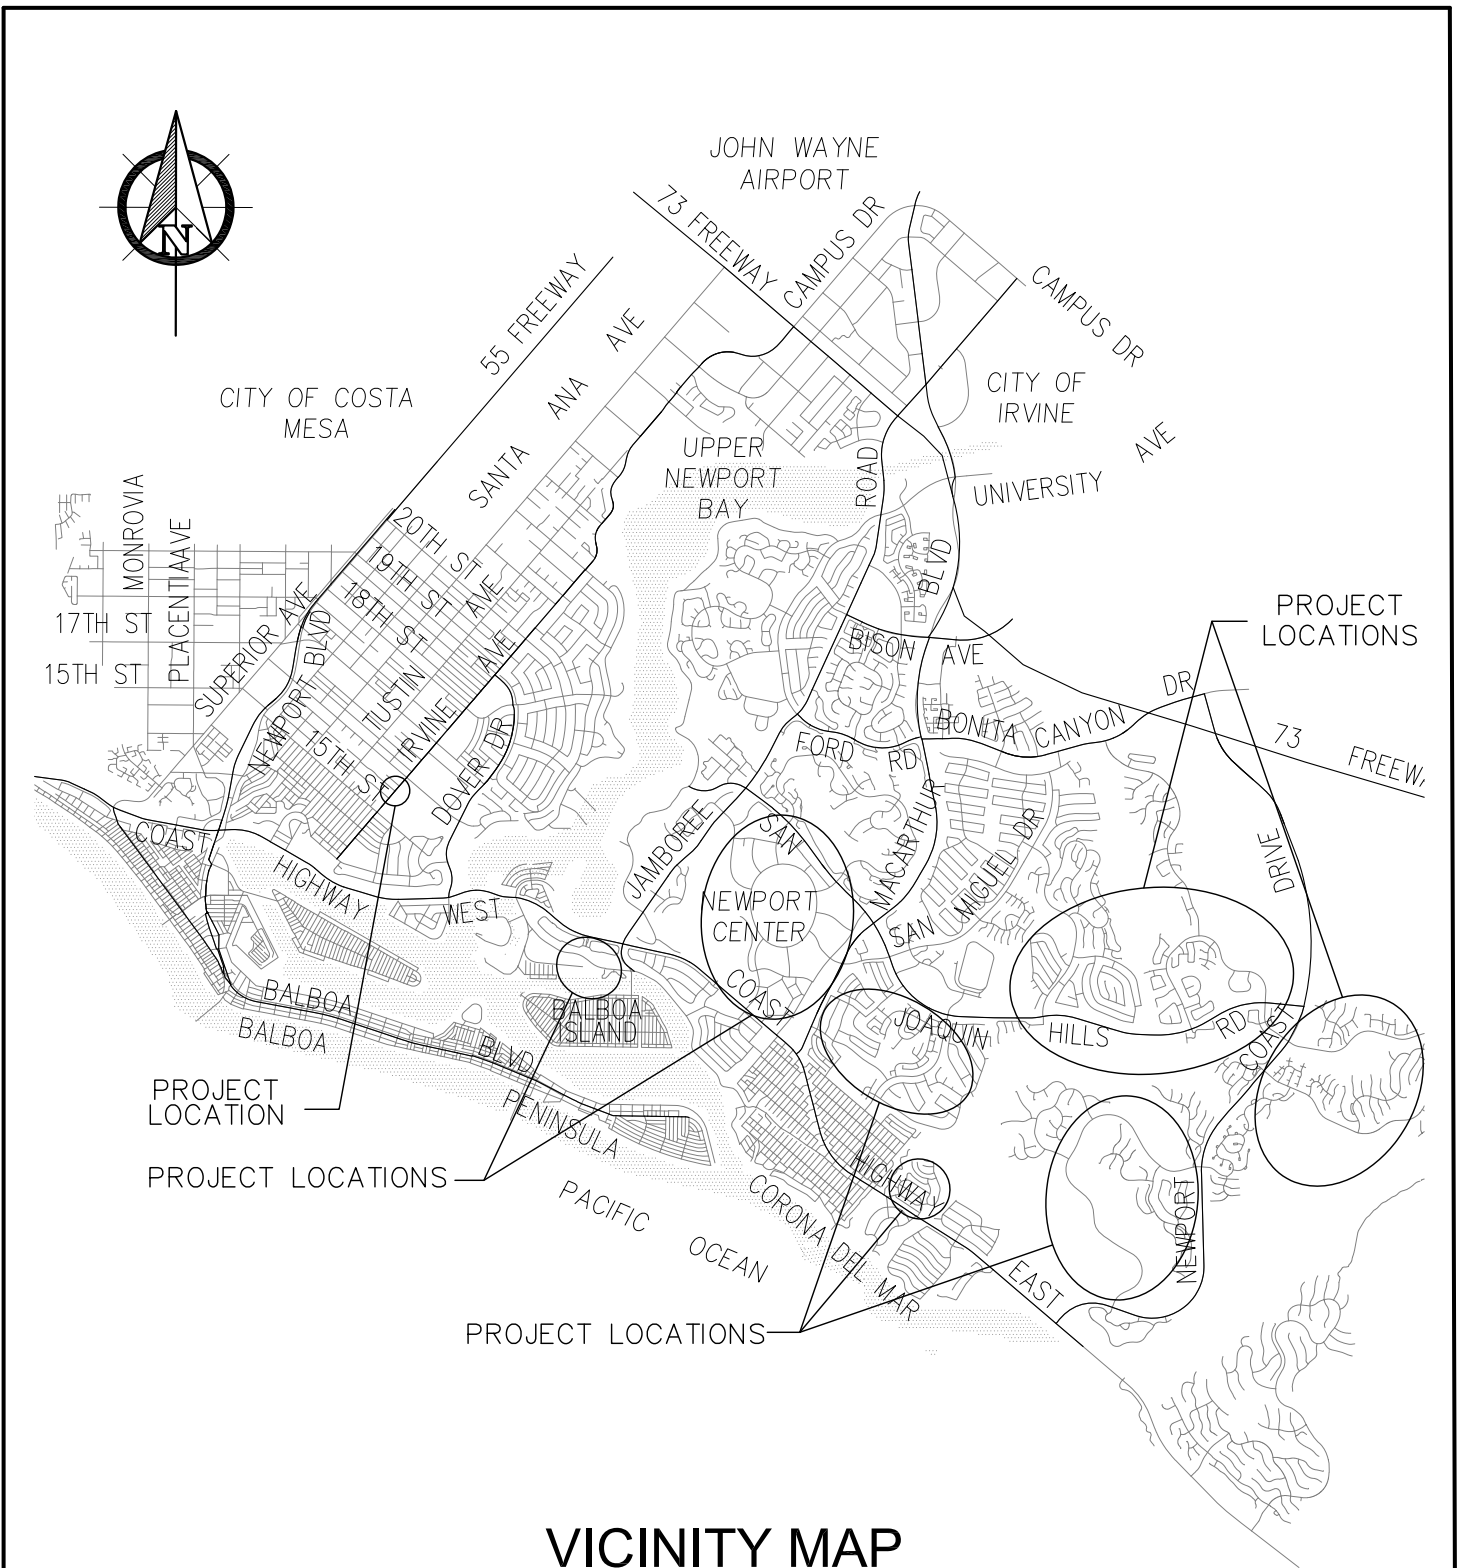 JOHN WAYNE
AIRPORT
73 FREEWAY
CAMPUS DR
CAMPUS DR
55 FREEWAY
SANTA ANA AVE
CITY OF COSTA
MESA
CITY OF
IRVINE
UPPER
NEWPORT
BAY
ROAD
UNIVERSITY AVE
MONROVIA
PLACENTIAAVE
20TH ST
19TH ST
18TH ST
17TH ST
15TH ST
SUPERIOR AVE
NEWPORT BLVD
TUSTIN AVE
IRVINE AVE
15TH ST
DOVER DR
BLVD
BISON AVE
PROJECT
LOCATIONS
BONITA CANYON DR
FORD RD
73 FREEWA
MACARTHUR
JAMBOREE
SAN
SAN MIGUEL DR
DRIVE
COAST
HIGHWAY
WEST
NEWPORT
CENTER
COAST
JOAQUIN
HILLS
RD
COAST
BALBOA
BLVD
BALBOA
ISLAND
BALBOA
PENINSULA
PROJECT
LOCATION
PROJECT LOCATIONS
PACIFIC OCEAN
CORONA DEL MAR
HIGHWAY
EAST
NEWPORT
PROJECT LOCATIONS
N
VICINITY MAP